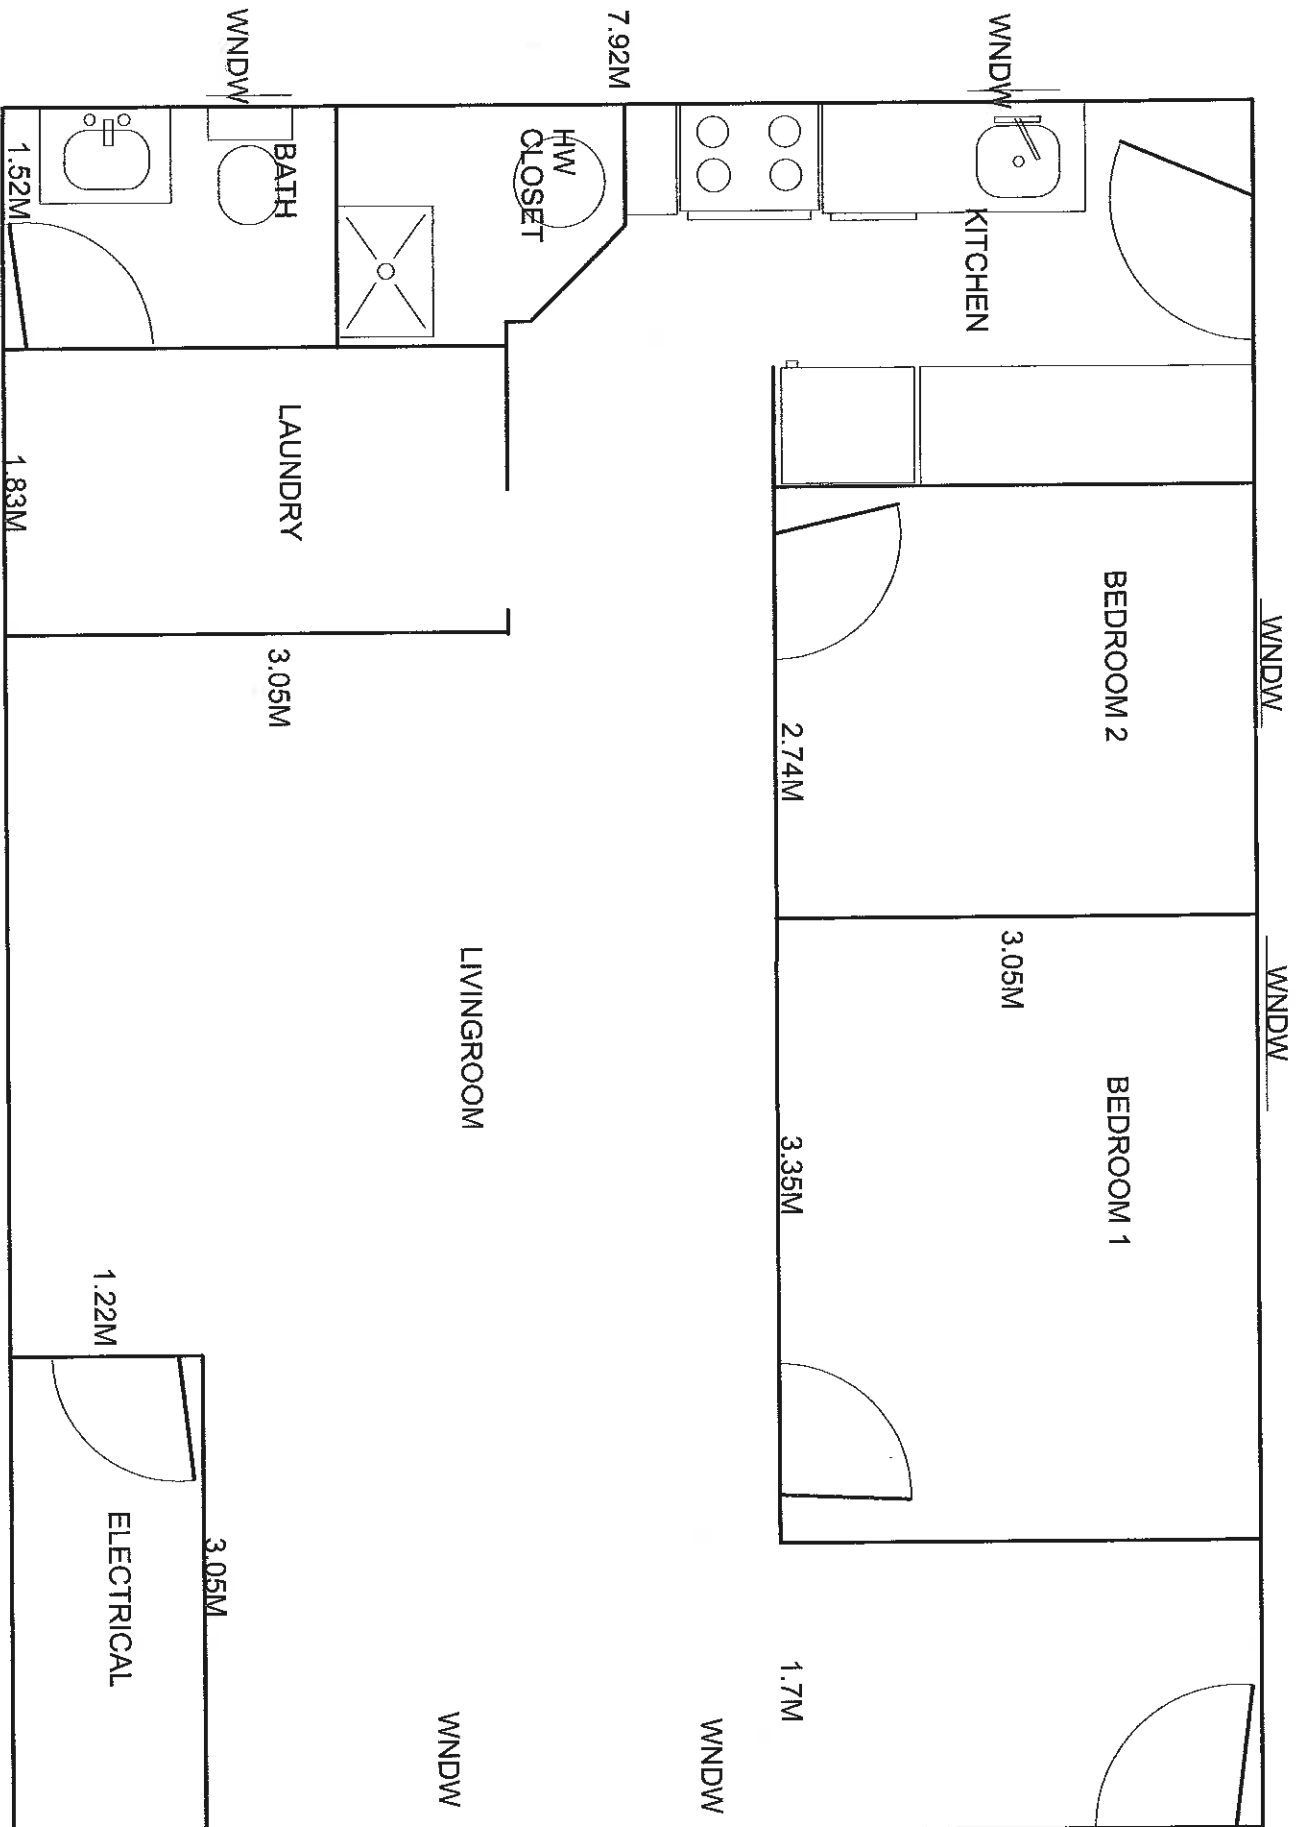 WNDW
7.92M
WNDW
1.52M
BATH
HW
CLOSET
KITCHEN
1.83M
LAUNDRY
3.05M
2.74M
BEDROOM 2
WNDW
LIVINGROOM
3.05M
WNDW
3.35M
BEDROOM 1
1.22M
ELECTRICAL
3.05M
1.7M
WNDW
WNDW